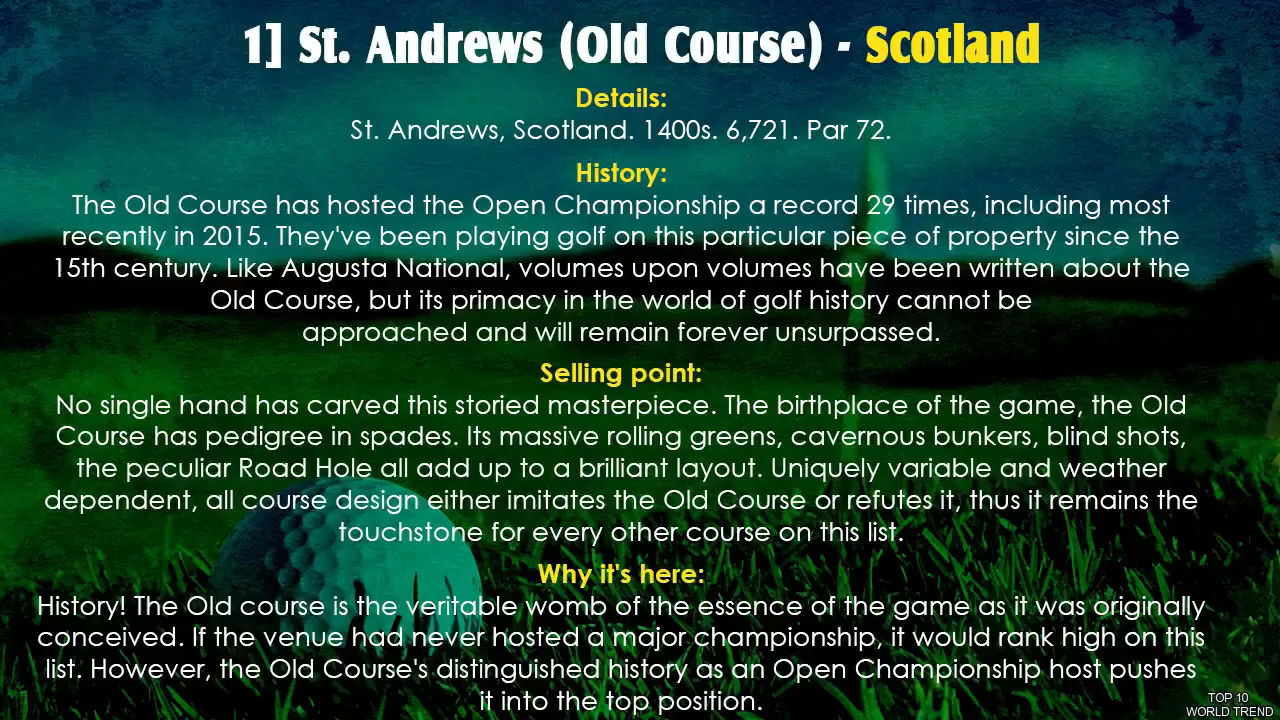 1] St. Andrews (Old Course) - Scotland
Details:
St. Andrews, Scotland. 1400s. 6,721. Par 72.
History:
The Old Course has hosted the Open Championship a record 29 times, including most
recently in 2015. They've been playing golf on this particular piece of property since the
15th century. Like Augusta National, volumes upon volumes have been written about the
Old Course, but its primacy in the world of golf history cannot be
approached and will remain forever unsurpassed.
Selling point:
No single hand has carved this storied masterpiece. The birthplace of the game, the Old
Course has pedigree in spades. Its massive rolling greens, cavernous bunkers, blind shots,
the peculiar Road Hole all add up to a brilliant layout. Uniquely variable and weather
dependent, all course design either imitates the Old Course or refutes it, thus it remains the
touchstone for every other course on this list.
Why it's here:
History! The Old course is the veritable womb of the essence of the game as it was originally
conceived. If the venue had never hosted a major championship, it would rank high on this
list. However, the Old Course's distinguished history as an Open Championship host pushes
it into the top position.
TOP 10
WORLD TREND